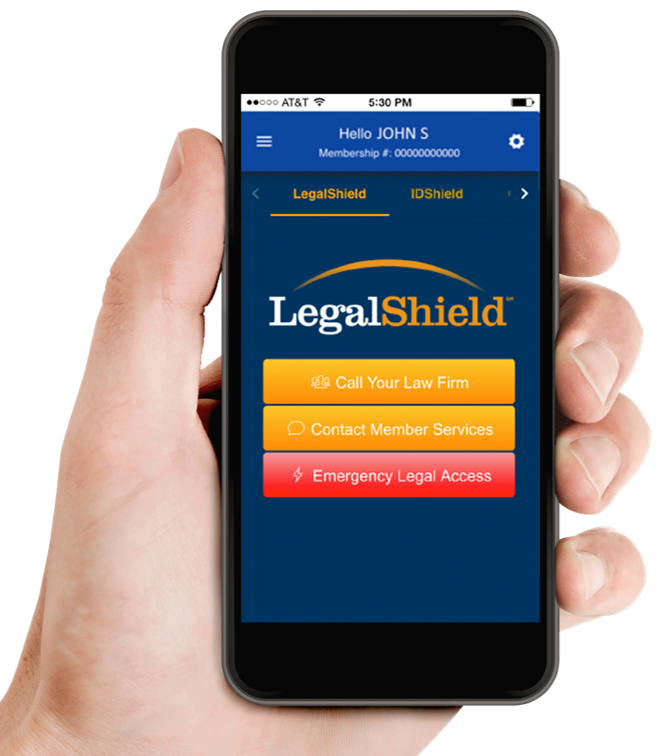 AT&T 5:30 PM
Hello JOHN S
Membership #: 00000000000
LegalShield IDShield
LegalShield SM
Call Your Law Firm
Contact Member Services
Emergency Legal Access